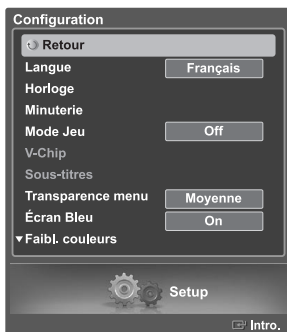 Configuration
Retour
Langue Français
Horloge
Minuterie
Mode Jeu Off
V-Chip
Sous-titres
Transparence menu Moyenne
Écran Bleu On
▼Faibl. couleurs
Setup
Intro.